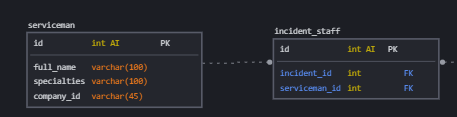 serviceman
id int AI PK
full_name varchar(100)
specialties varchar(100)
company_id varchar(45)
incident_staff
id int AI PK
incident_id int FK
serviceman_id int FK